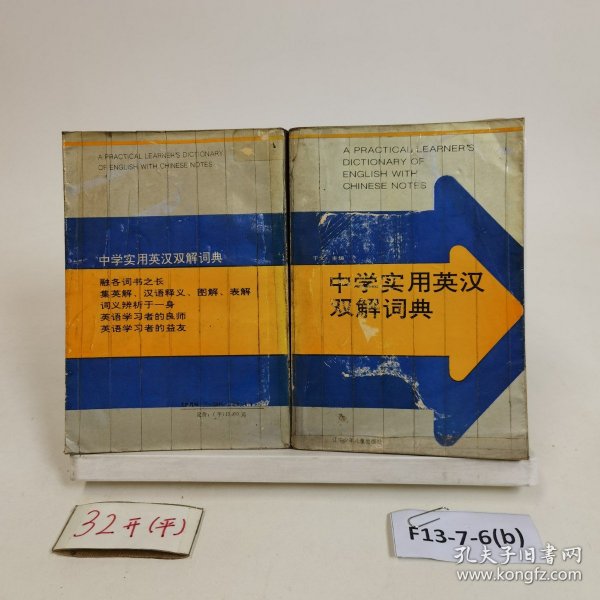 A PRACTICAL LEARNER'S DICTIONARY
OF ENGLISH WITH CHINESE NOTES
中学实用英汉双解词典
融各词书之长
集英解、汉语释义、图解、表解
词义辨析于一身
英语学习者的良师
英语学习者的益友
A PRACTICAL LEARNER'S
DICTIONARY OF
ENGLISH WITH
CHINESE NOTES
主编
中学实用英汉
双解词典
32开(平)
F13-7-6(b)
孔夫子旧书网
www.kongfz.com